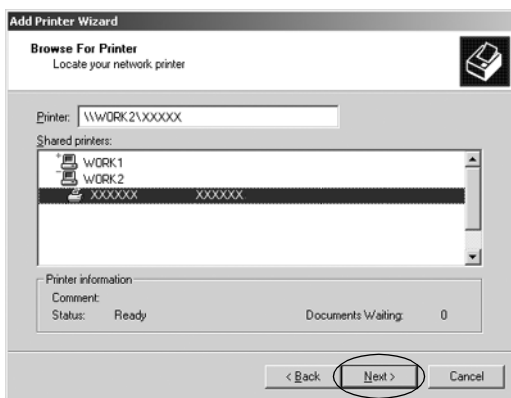 Add Printer Wizard
Browse For Printer
Locate your network printer
Printer: \\WORK2\XXXXX
Shared printers:
WORK1
WORK2
XXXXXX XXXXXX
Printer information
Comment:
Status: Ready Documents Waiting: 0
< Back Next > Cancel